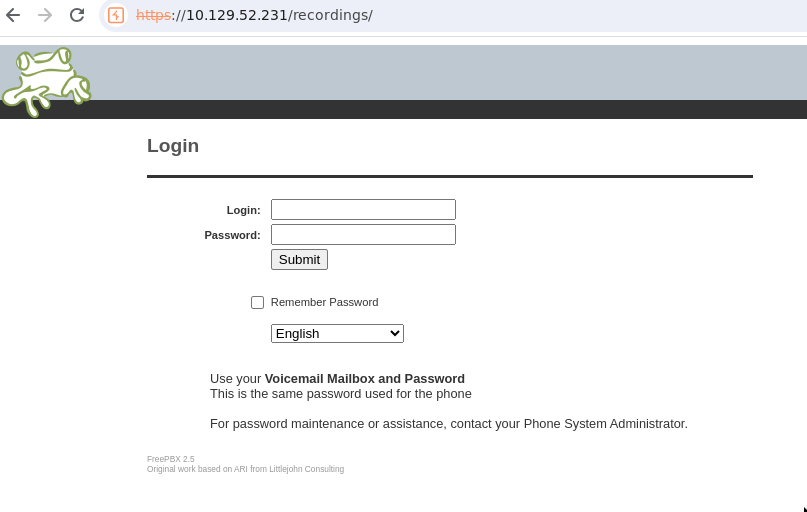 https://10.129.52.231/recordings/
Login
Login:
Password:
Submit
Remember Password
English
Use your Voicemail Mailbox and Password
This is the same password used for the phone
For password maintenance or assistance, contact your Phone System Administrator.
FreePBX 2.5
Original work based on ARI from Littlejohn Consulting